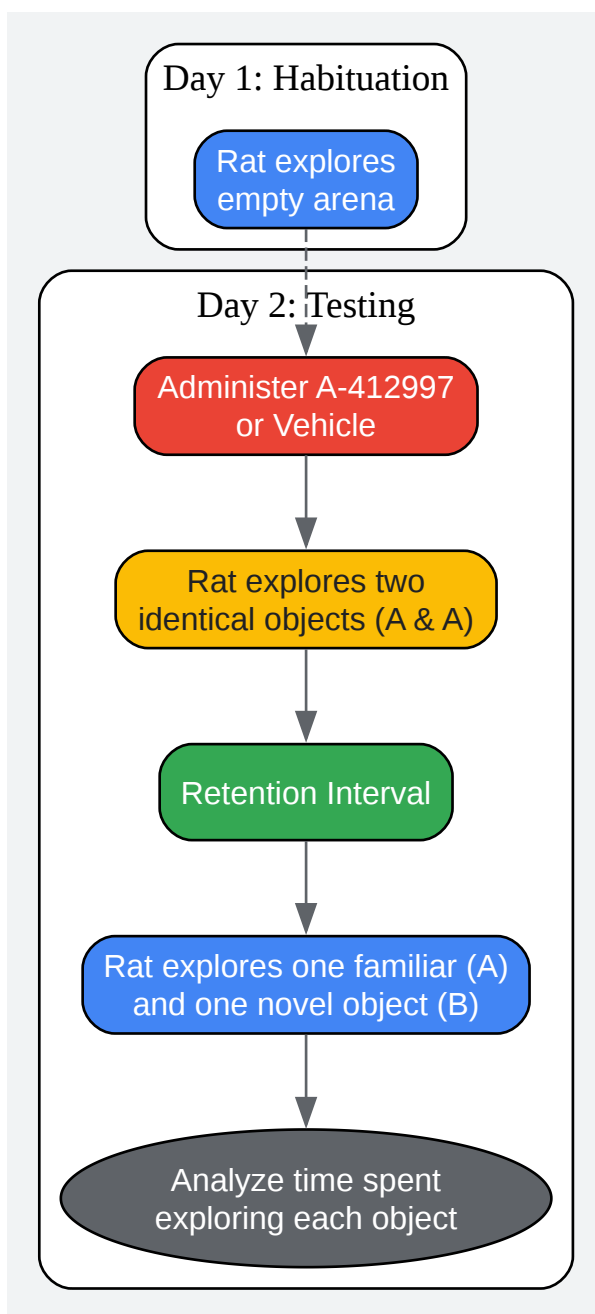 Day 1: Habituation
Rat explores
empty arena
Day 2: Testing
Administer A-412997
or Vehicle
Rat explores two
identical objects (A & A)
Retention Interval
Rat explores one familiar (A)
and one novel object (B)
Analyze time spent
exploring each object